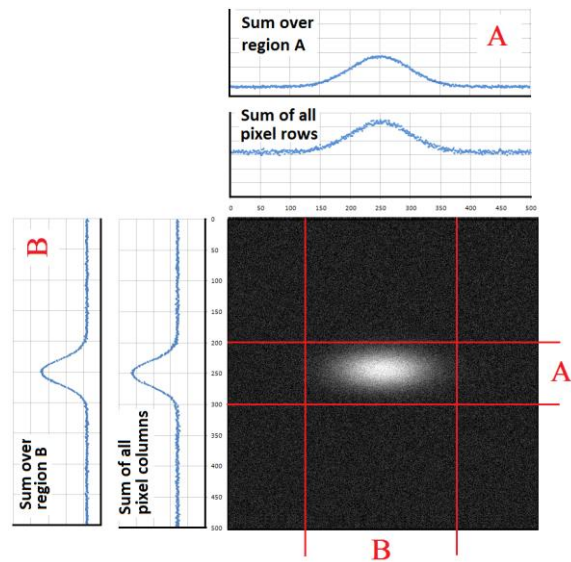 Sum over
region A
A
Sum of all
pixel rows
0 50 100 150 200 250 300 350 400 450 500
B
Sum over
region B
Sum of all
pixel columns
0
50
100
150
200
250
300
350
400
450
500
A
B